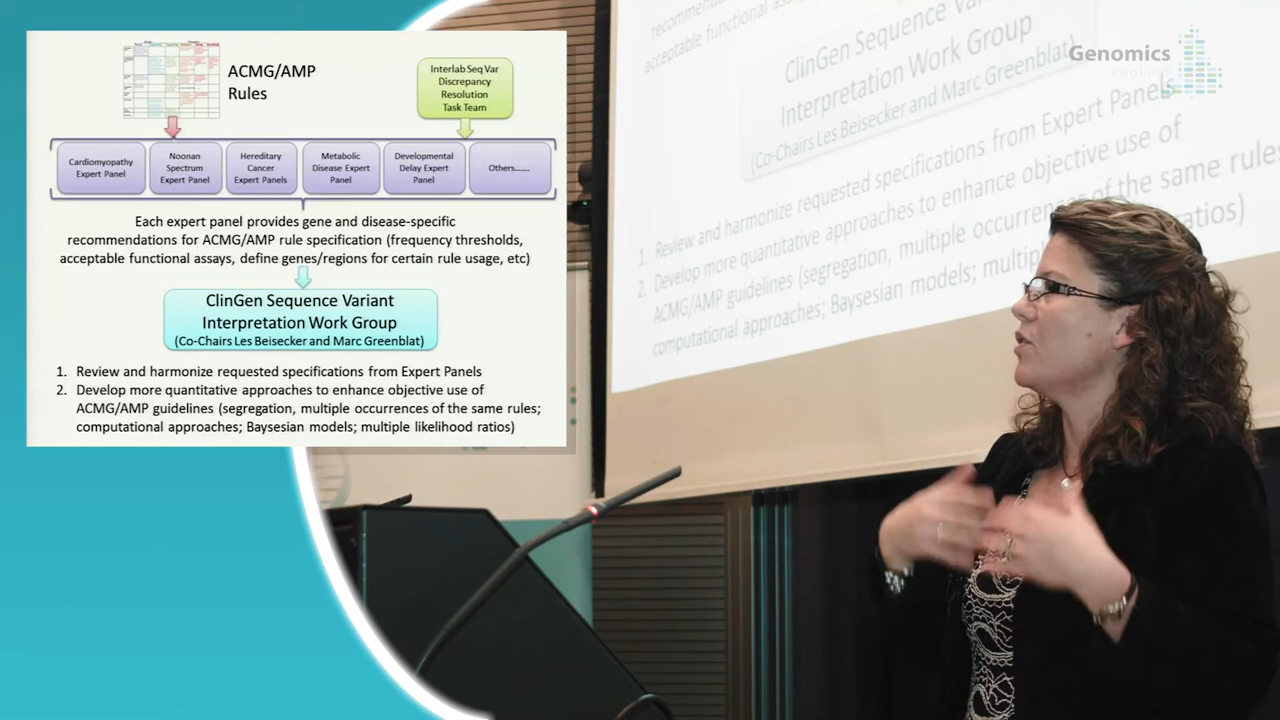 ACMG/AMP
Rules
Interlab Seq Var
Discrepancy
Resolution
Task Team
Cardiomyopathy
Expert Panel
Noonan
Spectrum
Expert Panel
Hereditary
Cancer
Expert Panels
Metabolic
Disease Expert
Panel
Developmental
Delay Expert
Panel
Others.......
Each expert panel provides gene and disease-specific
recommendations for ACMG/AMP rule specification (frequency thresholds,
acceptable functional assays, define genes/regions for certain rule usage, etc)
ClinGen Sequence Variant
Interpretation Work Group
(Co-Chairs Les Beisecker and Marc Greenblat)
1. Review and harmonize requested specifications from Expert Panels
2. Develop more quantitative approaches to enhance objective use of
ACMG/AMP guidelines (segregation, multiple occurrences of the same rules;
computational approaches; Baysesian models; multiple likelihood ratios)
Genomics
england
acceptable functional
ClinGen Sequence
Interpretation Work Group
(Co-Chairs Les Beisecker and Marc Greenblat)
1. Review and harmonize requested specifications from Expert Panels
2. Develop more quantitative approaches to enhance objective use of
ACMG/AMP guidelines (segregation, multiple occurrences of the same rules
computational approaches; Baysesian models; ratios)